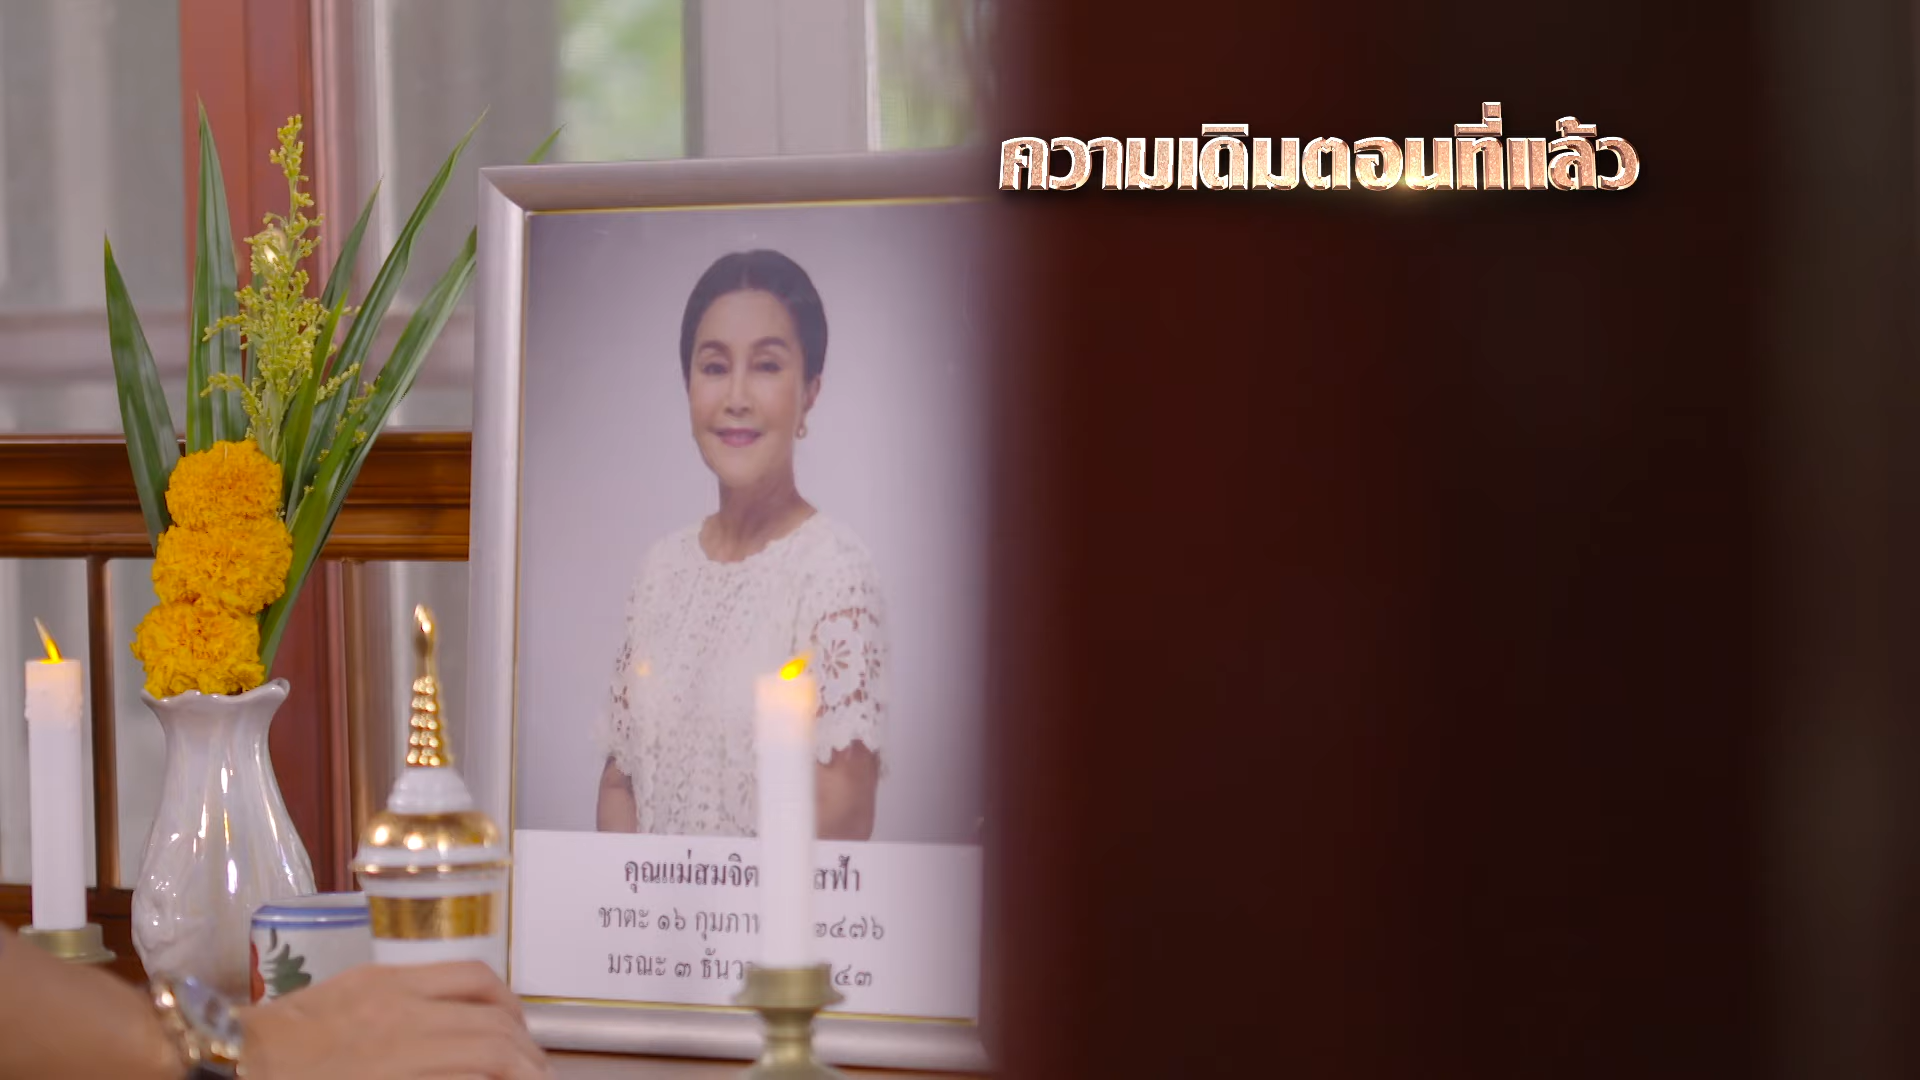 ความเดิมตอนที่แล้ว
คุณแม่สมจิต สฟ้า
ชาตะ ๑๖ กุมภา ๒๔๗๖
มรณะ ๓ ธันว ๔๓